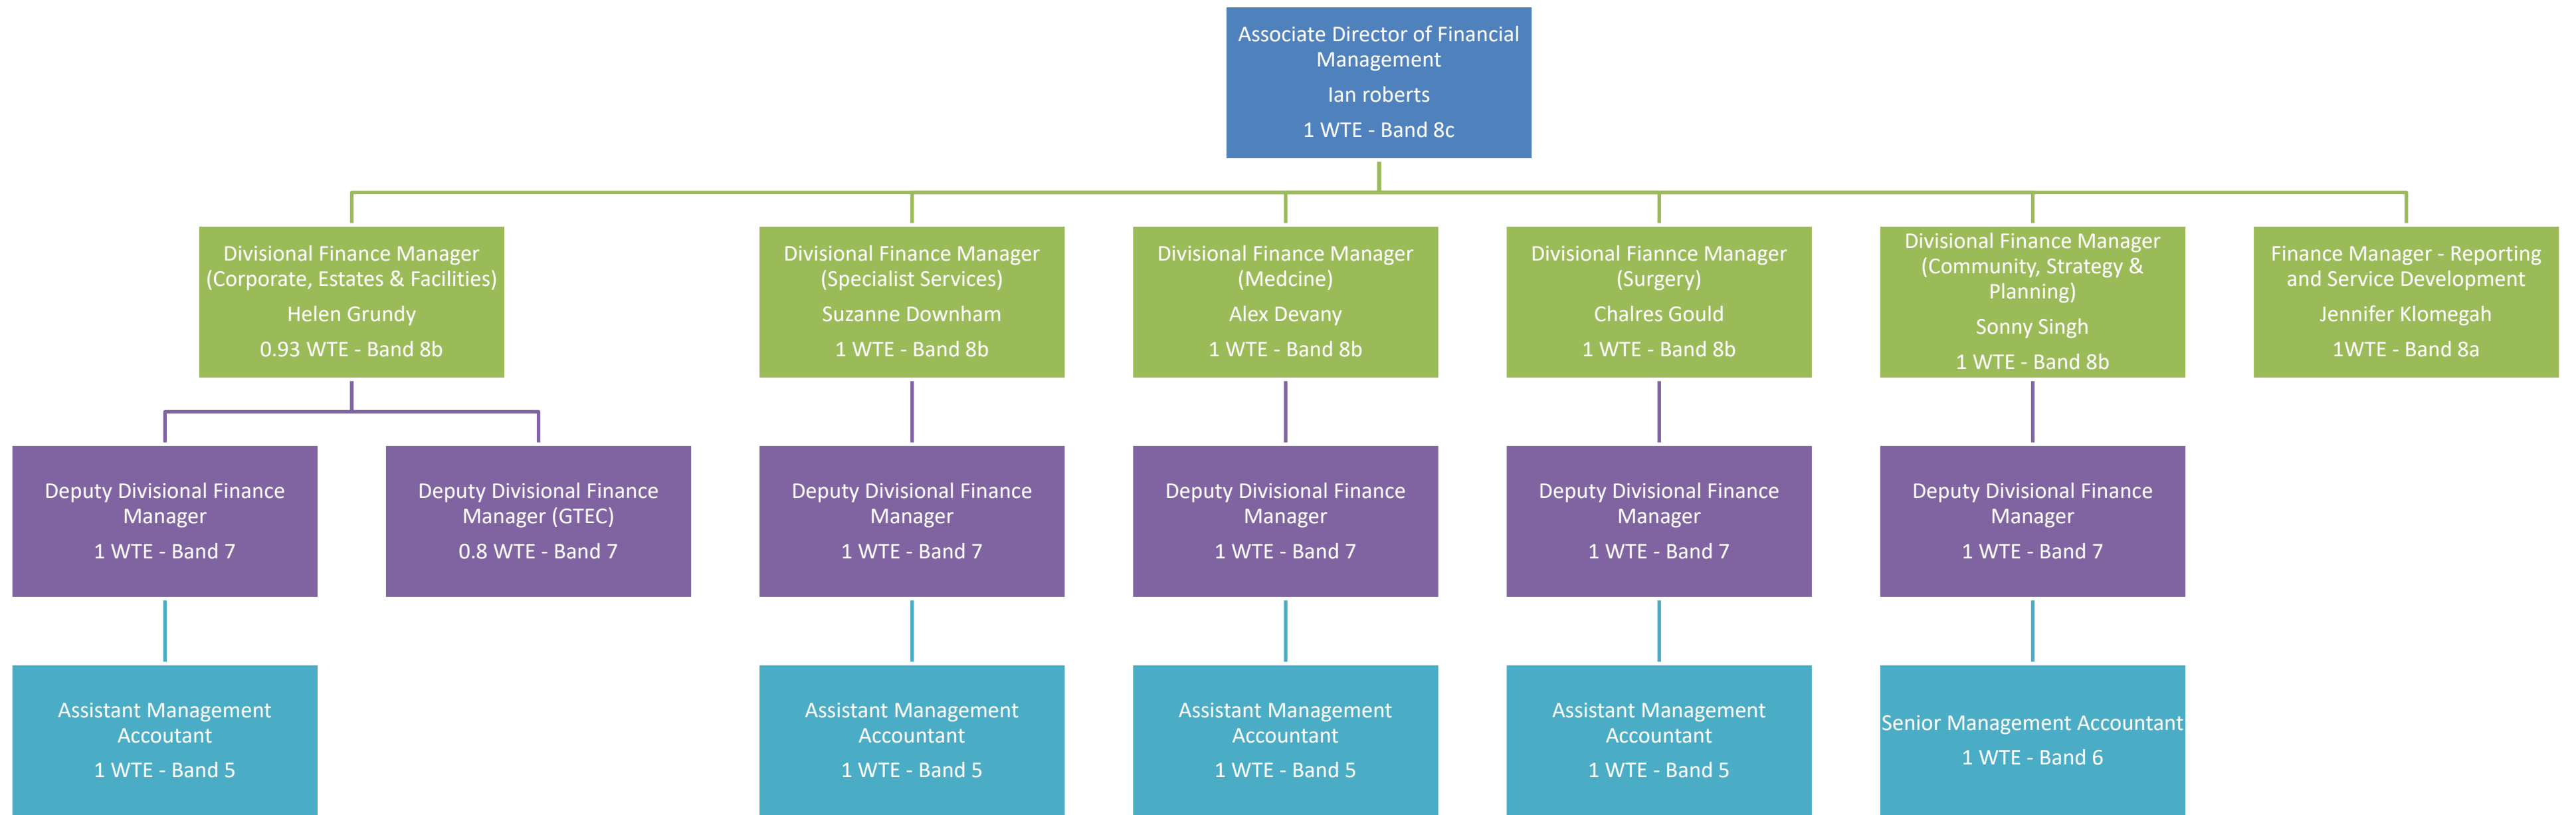 Associate Director of Financial
Management
Ian roberts
1 WTE - Band 8c
Divisional Finance Manager
(Corporate, Estates & Facilities)
Helen Grundy
0.93 WTE - Band 8b
Divisional Finance Manager
(Specialist Services)
Suzanne Downham
1 WTE - Band 8b
Divisional Finance Manager
(Medcine)
Alex Devany
1 WTE - Band 8b
Divisional Fiannce Manager
(Surgery)
Chalres Gould
1 WTE - Band 8b
Divisional Finance Manager
(Community, Strategy &
Planning)
Sonny Singh
1 WTE - Band 8b
Finance Manager - Reporting
and Service Development
Jennifer Klomegah
1WTE - Band 8a
Deputy Divisional Finance
Manager
1 WTE - Band 7
Deputy Divisional Finance
Manager (GTEC)
0.8 WTE - Band 7
Deputy Divisional Finance
Manager
1 WTE - Band 7
Deputy Divisional Finance
Manager
1 WTE - Band 7
Deputy Divisional Finance
Manager
1 WTE - Band 7
Deputy Divisional Finance
Manager
1 WTE - Band 7
Assistant Management
Accoutant
1 WTE - Band 5
Assistant Management
Accountant
1 WTE - Band 5
Assistant Management
Accountant
1 WTE - Band 5
Assistant Management
Accountant
1 WTE - Band 5
Senior Management Accountant
1 WTE - Band 6